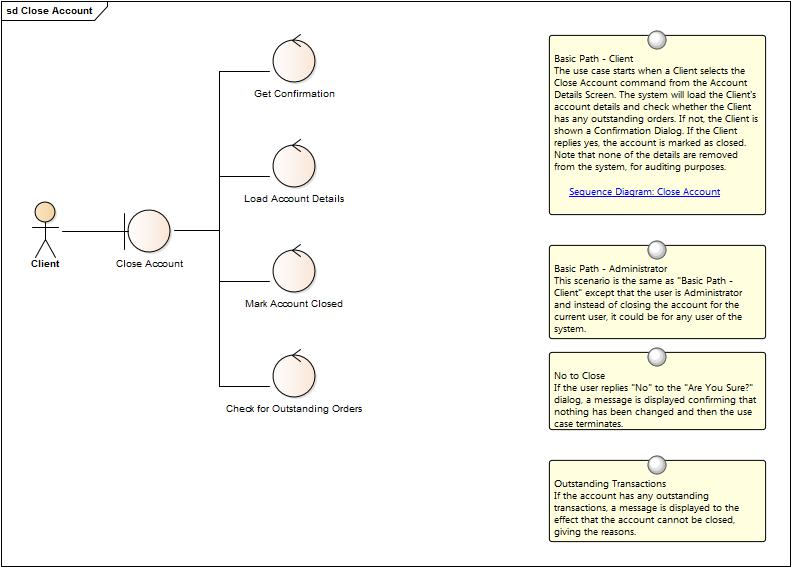 sd Close Account
Get Confirmation
Load Account Details
Client
Close Account
Mark Account Closed
Check for Outstanding Orders
Basic Path - Client
The use case starts when a Client selects the
Close Account command from the Account
Details Screen. The system will load the Client's
account details and check whether the Client
has any outstanding orders. If not, the Client is
shown a Confirmation Dialog. If the Client
replies yes, the account is marked as closed.
Note that none of the details are removed
from the system, for auditing purposes.
Sequence Diagram: Close Account
Basic Path - Administrator
This scenario is the same as "Basic Path -
Client" except that the user is Administrator
and instead of closing the account for the
current user, it could be for any user of the
system.
No to Close
If the user replies "No" to the "Are You Sure?"
dialog, a message is displayed confirming that
nothing has been changed and then the use
case terminates.
Outstanding Transactions
If the account has any outstanding
transactions, a message is displayed to the
effect that the account cannot be closed,
giving the reasons.